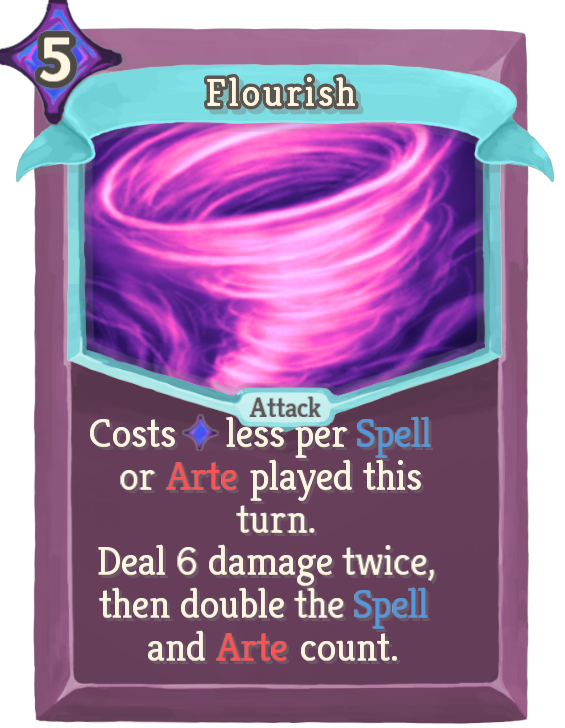 5
Flourish
Attack
Costs less per Spell
or Arte played this
turn.
Deal 6 damage twice,
then double the Spell
and Arte count.